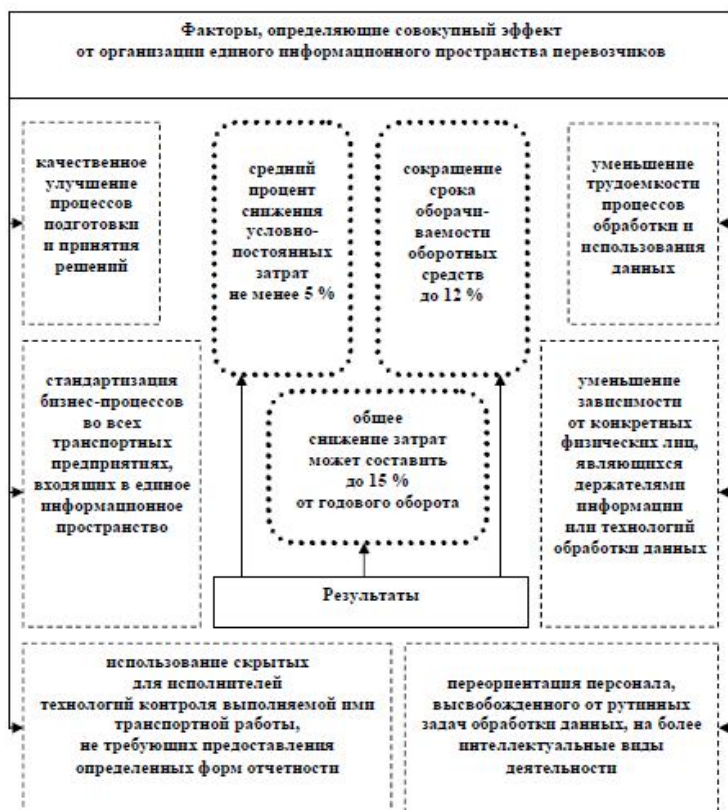 Факторы, определяющие совокупный эффект
от организации единого информационного пространства перевозчиков
качественное
улучшение
процессов
подготовки
и принятия
решений
средний
процент
снижения
условно-
постоянных
затрат
не менее 5 %
сокращение
срока
оборачи-
ваемости
оборотных
средств
до 12 %
уменьшение
трудоемкости
процессов
обработки и
использования
данных
стандартизация
бизнес-процессов
во всех
транспортных
предприятиях,
входящих в единое
информационное
пространство
общее
снижение затрат
может составить
до 15 %
от годового оборота
уменьшение
зависимости
от конкретных
физических лиц,
являющихся
держателями
информации
или технологий
обработки данных
Результаты
использование скрытых
для исполнителей
технологий контроля выполняемой ими
транспортной работы,
не требующих предоставления
определенных форм отчетности
переориентация персонала,
высвобожденного от рутинных
задач обработки данных, на более
интеллектуальные виды
деятельности